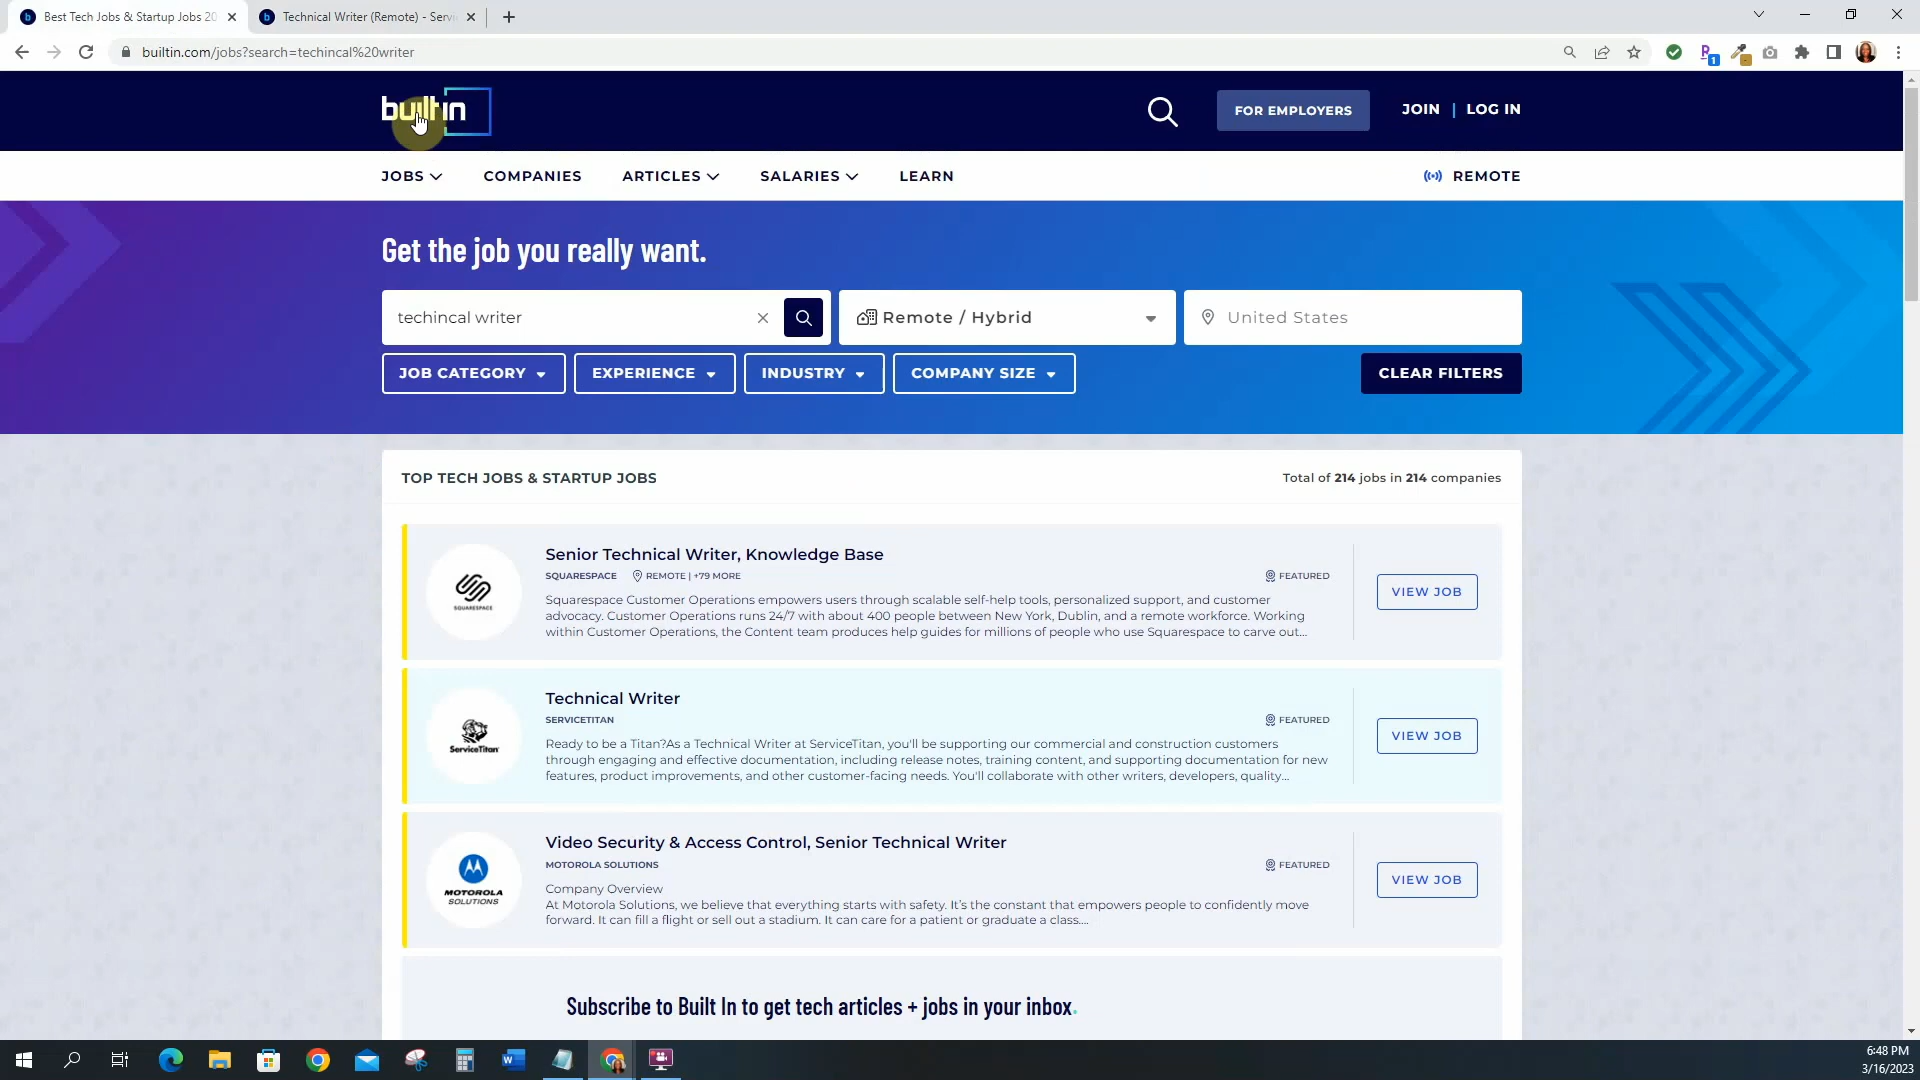 Best Tech Jobs & Startup Jobs 20
Technical Writer (Remote) - Servi
builtin.com/jobs?search=techincal%20writer
1
builtin
FOR EMPLOYERS
JOIN | LOG IN
JOBS
COMPANIES
ARTICLES
SALARIES
LEARN
REMOTE
Get the job you really want.
techincal writer
Remote / Hybrid
United States
JOB CATEGORY
EXPERIENCE
INDUSTRY
COMPANY SIZE
CLEAR FILTERS
TOP TECH JOBS & STARTUP JOBS
Total of 214 jobs in 214 companies
SQUARESPACE
Senior Technical Writer, Knowledge Base
SQUARESPACE
REMOTE | +79 MORE
FEATURED
Squarespace Customer Operations empowers users through scalable self-help tools, personalized support, and customer
advocacy. Customer Operations runs 24/7 with about 400 people between New York, Dublin, and a remote workforce. Working
within Customer Operations, the Content team produces help guides for millions of people who use Squarespace to carve out...
VIEW JOB
ServiceTitan
Technical Writer
SERVICETITAN
FEATURED
Ready to be a Titan?As a Technical Writer at ServiceTitan, you'll be supporting our commercial and construction customers
through engaging and effective documentation, including release notes, training content, and supporting documentation for new
features, product improvements, and other customer-facing needs. You'll collaborate with other writers, developers, quality...
VIEW JOB
MOTOROLA
SOLUTIONS
Video Security & Access Control, Senior Technical Writer
MOTOROLA SOLUTIONS
FEATURED
Company Overview
At Motorola Solutions, we believe that everything starts with safety. It's the constant that empowers people to confidently move
forward. It can fill a flight or sell out a stadium. It can care for a patient or graduate a class....
VIEW JOB
Subscribe to Built In to get tech articles + jobs in your inbox.
6:48 PM
3/16/2023